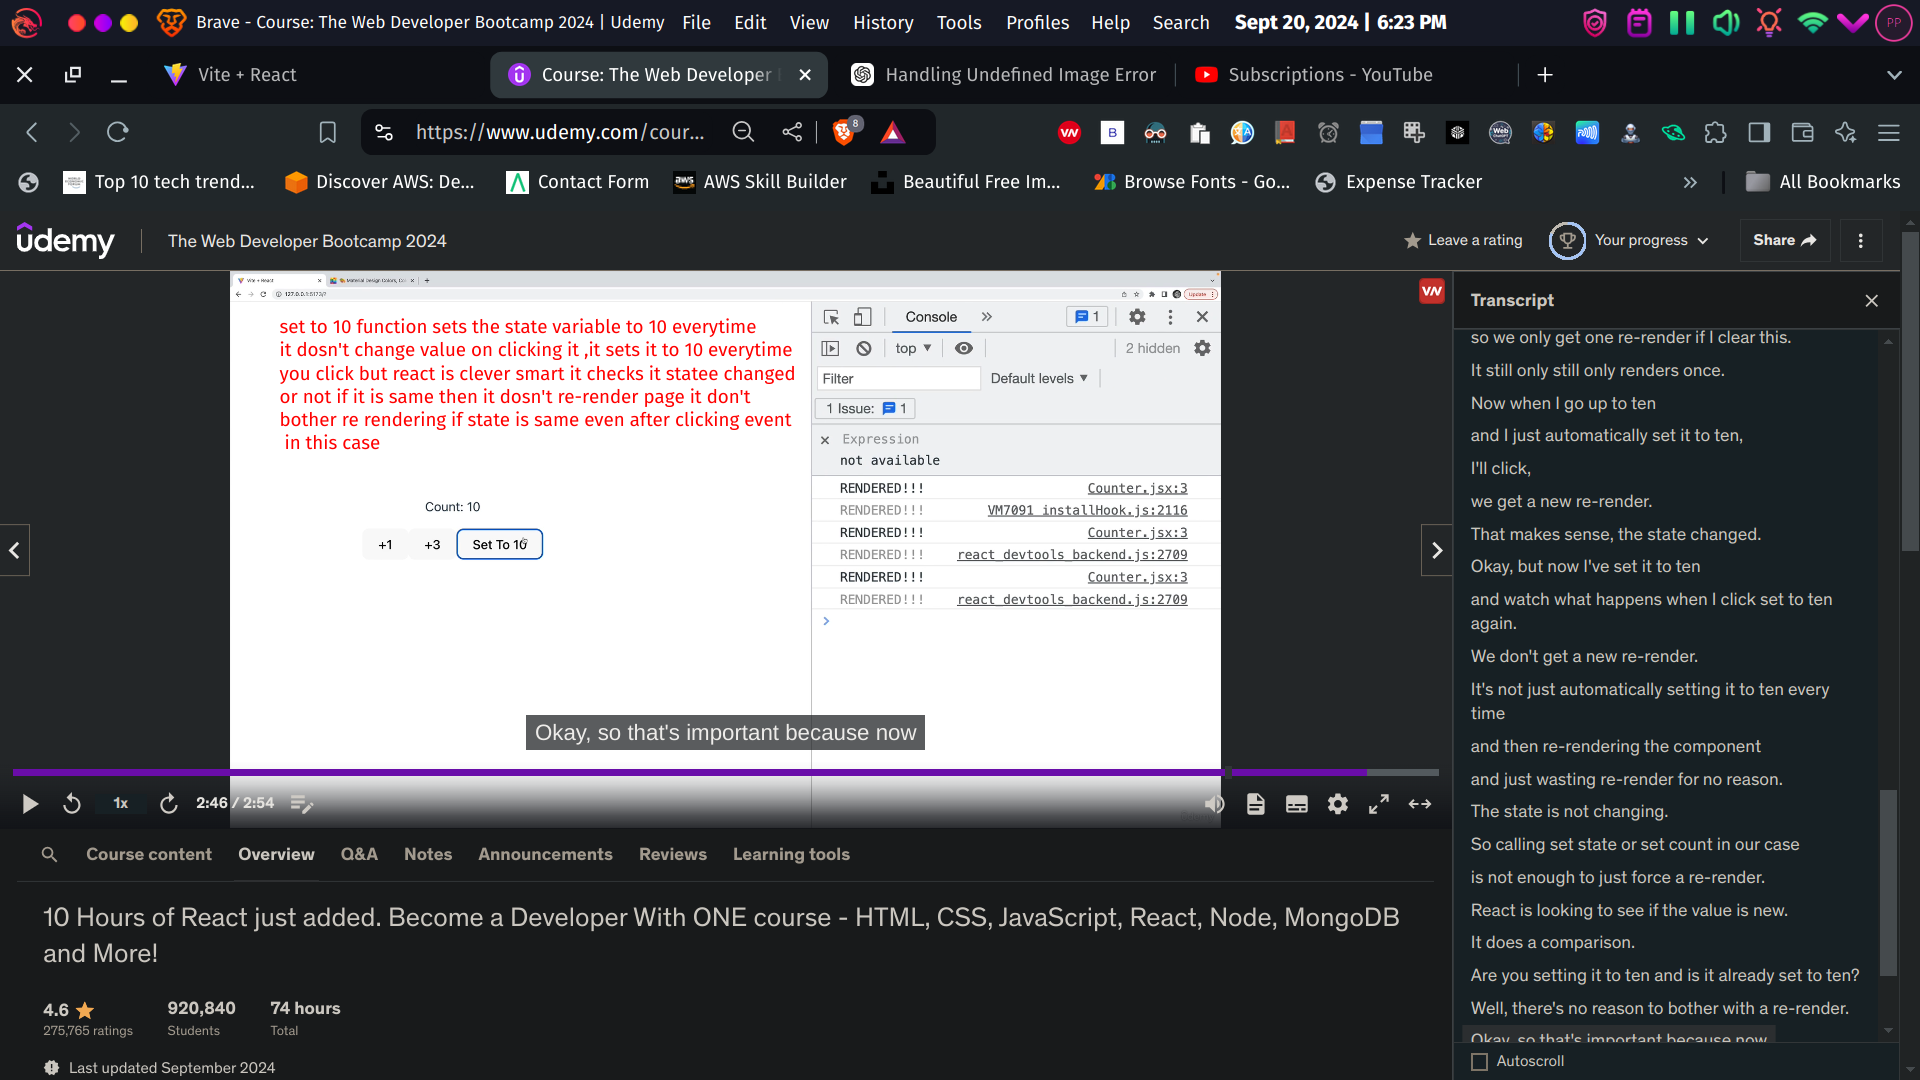 Brave - Course: The Web Developer Bootcamp 2024 | Udemy File Edit View History Tools Profiles Help Search Sept 20, 2024 | 6:23 PM PP
Vite + React
Course: The Web Developer
Handling Undefined Image Error
Subscriptions - YouTube
https://www.udemy.com/cour...
8
Top 10 tech trend...
Discover AWS: De...
Contact Form
AWS Skill Builder
Beautiful Free Im...
Browse Fonts - Go...
Expense Tracker
All Bookmarks
udemy
The Web Developer Bootcamp 2024
Leave a rating
Your progress
Share
Vite + React
127.0.0.1:5173/?
Update
set to 10 function sets the state variable to 10 everytime
it dosn't change value on clicking it ,it sets it to 10 everytime
you click but react is clever smart it checks it statee changed
or not if it is same then it dosn't re-render page it don't
bother re rendering if state is same even after clicking event
in this case
Count: 10
+1 +3 Set To 10
Console
1
top
2 hidden
Filter
Default levels
1 Issue: 1
Expression
not available
RENDERED!!! Counter.jsx:3
RENDERED!!! VM7091 installHook.js:2116
RENDERED!!! Counter.jsx:3
RENDERED!!! react_devtools_backend.js:2709
RENDERED!!! Counter.jsx:3
RENDERED!!! react_devtools_backend.js:2709
Okay, so that's important because now
1x
2:46 / 2:54
Transcript
so we only get one re-render if I clear this.
It still only still only renders once.
Now when I go up to ten
and I just automatically set it to ten,
I'll click,
we get a new re-render.
That makes sense, the state changed.
Okay, but now I've set it to ten
and watch what happens when I click set to ten
again.
We don't get a new re-render.
It's not just automatically setting it to ten every
time
and then re-rendering the component
and just wasting re-render for no reason.
The state is not changing.
So calling set state or set count in our case
is not enough to just force a re-render.
React is looking to see if the value is new.
It does a comparison.
Are you setting it to ten and is it already set to ten?
Well, there's no reason to bother with a re-render.
Okay, so that's important because now
Autoscroll
Course content
Overview
Q&A
Notes
Announcements
Reviews
Learning tools
10 Hours of React just added. Become a Developer With ONE course - HTML, CSS, JavaScript, React, Node, MongoDB
and More!
4.6 920,840 74 hours
275,765 ratings Students Total
Last updated September 2024